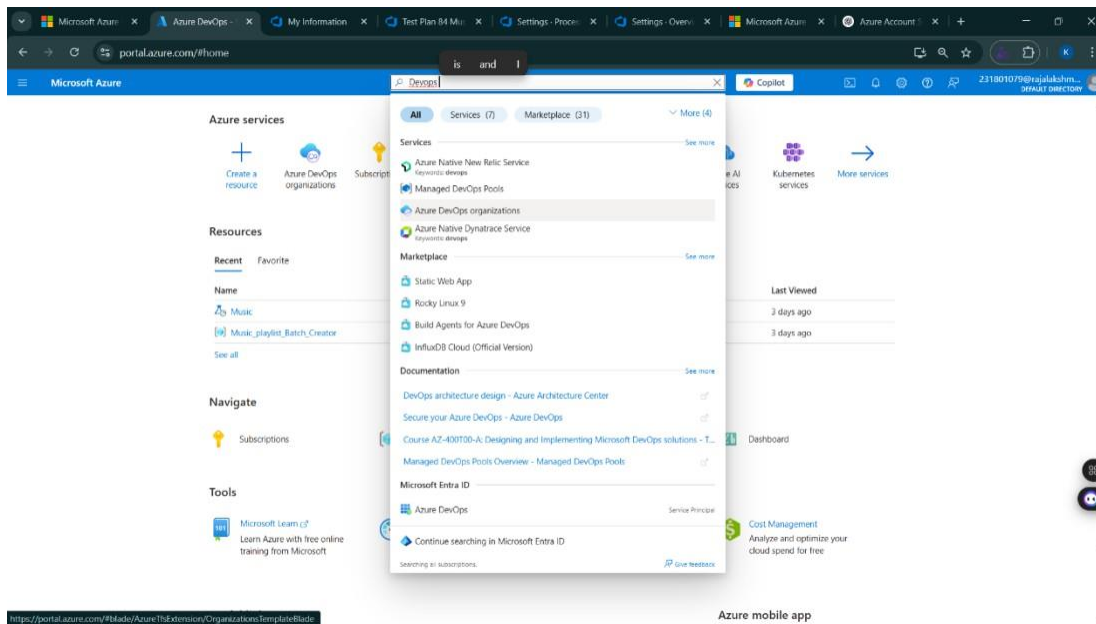 Microsoft Azure
Azure DevOps -
My Information
Test Plan 84 Mus
Settings - Proces
Settings - Overv
Microsoft Azure
Azure Account S
portal.azure.com/#home
is and I
Microsoft Azure
Devops
Copilot
231801079@rajalakshm...
DEFAULT DIRECTORY
Azure services
Create a resource
Azure DevOps organizations
Subscript
Kubernetes services
More services
All
Services (7)
Marketplace (31)
More (4)
Services
See more
Azure Native New Relic Service
Keywords: devops
Managed DevOps Pools
Azure DevOps organizations
Azure Native Dynatrace Service
Keywords: devops
Marketplace
See more
Static Web App
Rocky Linux 9
Build Agents for Azure DevOps
InfluxDB Cloud (Official Version)
Documentation
See more
DevOps architecture design - Azure Architecture Center
Secure your Azure DevOps - Azure DevOps
Course AZ-400T00-A: Designing and Implementing Microsoft DevOps solutions - T...
Managed DevOps Pools Overview - Managed DevOps Pools
Microsoft Entra ID
Azure DevOps
Service Principal
Continue searching in Microsoft Entra ID
Searching all subscriptions.
Give feedback
Resources
Recent
Favorite
Name
Last Viewed
Music
3 days ago
Music_playlist_Batch_Creator
3 days ago
See all
Navigate
Subscriptions
Dashboard
Tools
Microsoft Learn
Learn Azure with free online
training from Microsoft
Cost Management
Analyze and optimize your
cloud spend for free
Azure mobile app
https://portal.azure.com/#blade/AzureTfsExtension/OrganizationsTemplateBlade